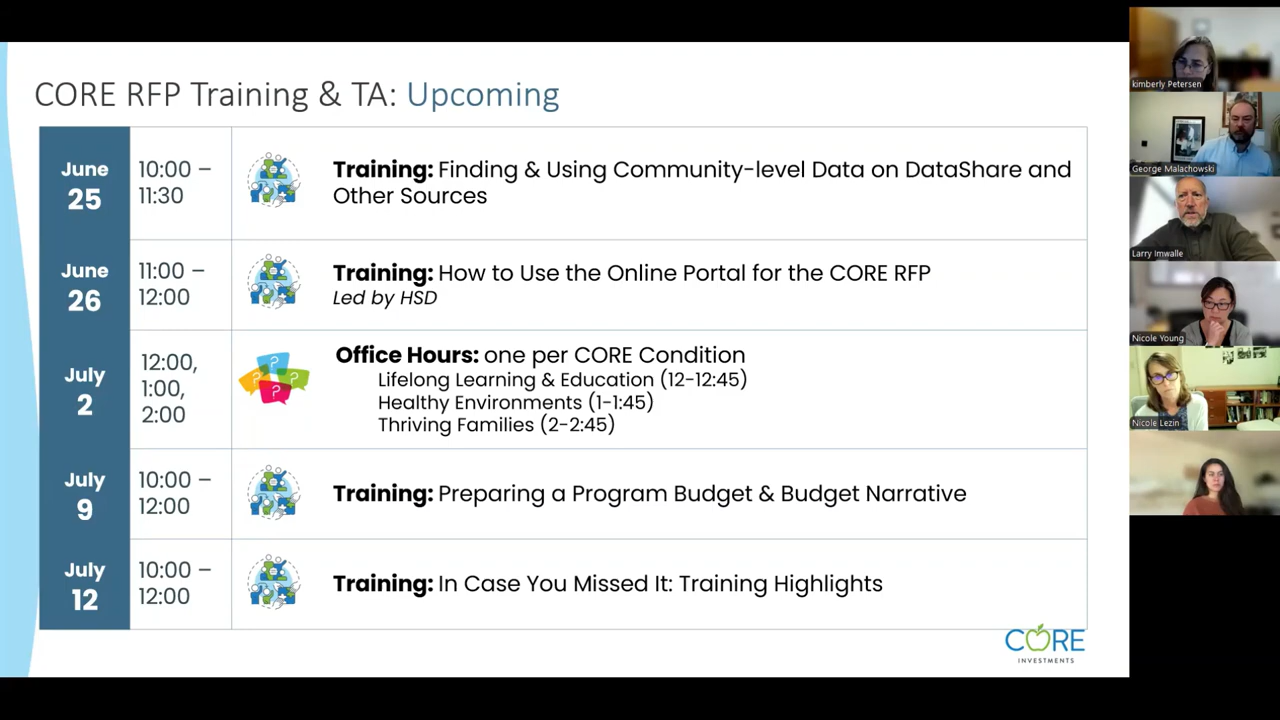 CORE RFP Training & TA: Upcoming
June
25
10:00 –
11:30
Training: Finding & Using Community-level Data on DataShare and
Other Sources
June
26
11:00 –
12:00
Training: How to Use the Online Portal for the CORE RFP
Led by HSD
July
2
12:00,
1:00,
2:00
? ? ? ?
Office Hours: one per CORE Condition
Lifelong Learning & Education (12-12:45)
Healthy Environments (1-1:45)
Thriving Families (2-2:45)
July
9
10:00 –
12:00
Training: Preparing a Program Budget & Budget Narrative
July
12
10:00 –
12:00
Training: In Case You Missed It: Training Highlights
CORE
INVESTMENTS
kimberly Petersen
George Malachowski
Larry Imwalle
Nicole Young
Nicole Lezin